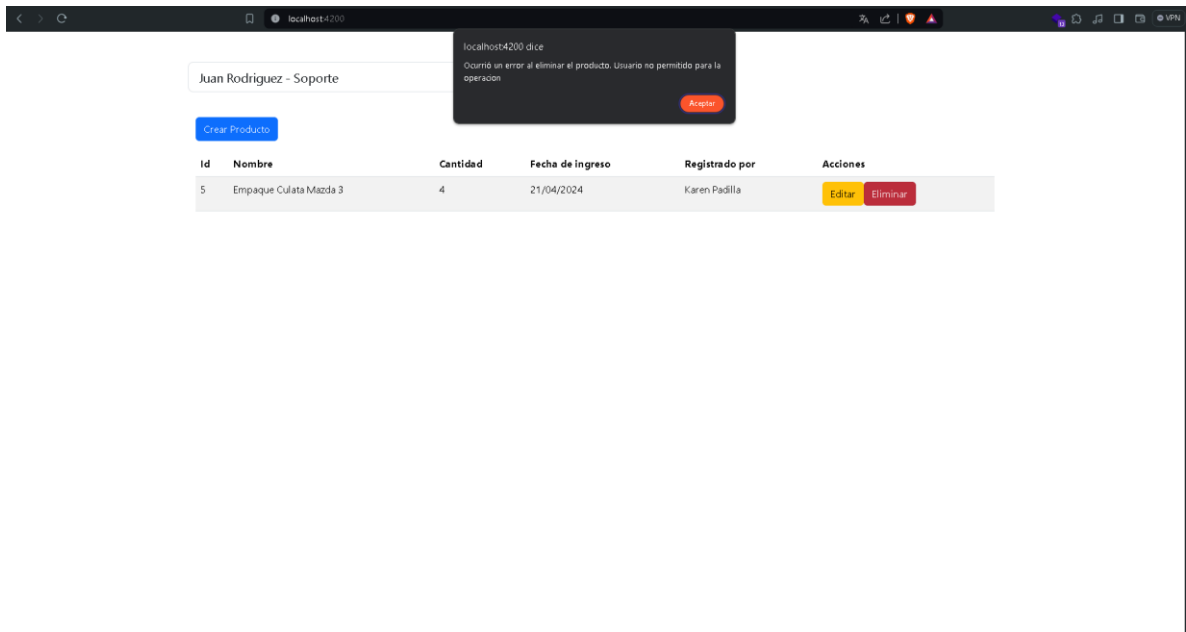 localhost:4200
VPN
localhost:4200 dice
Ocurrió un error al eliminar el producto. Usuario no permitido para la
operacion
Aceptar
Juan Rodriguez - Soporte
Crear Producto
Id Nombre Cantidad Fecha de ingreso Registrado por Acciones
5 Empaque Culata Mazda 3 4 21/04/2024 Karen Padilla Editar Eliminar